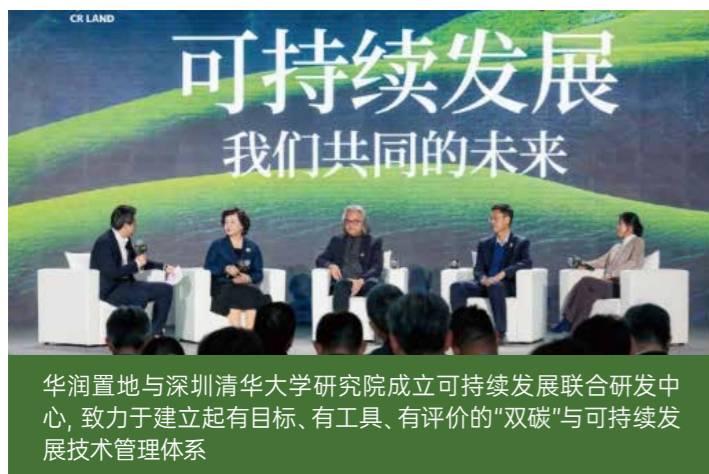 CR LAND
可持续发展
我们共同的未来
华润置地与深圳清华大学研究院成立可持续发展联合研发中
心, 致力于建立起有目标、有工具、有评价的“双碳”与可持续发
展技术管理体系